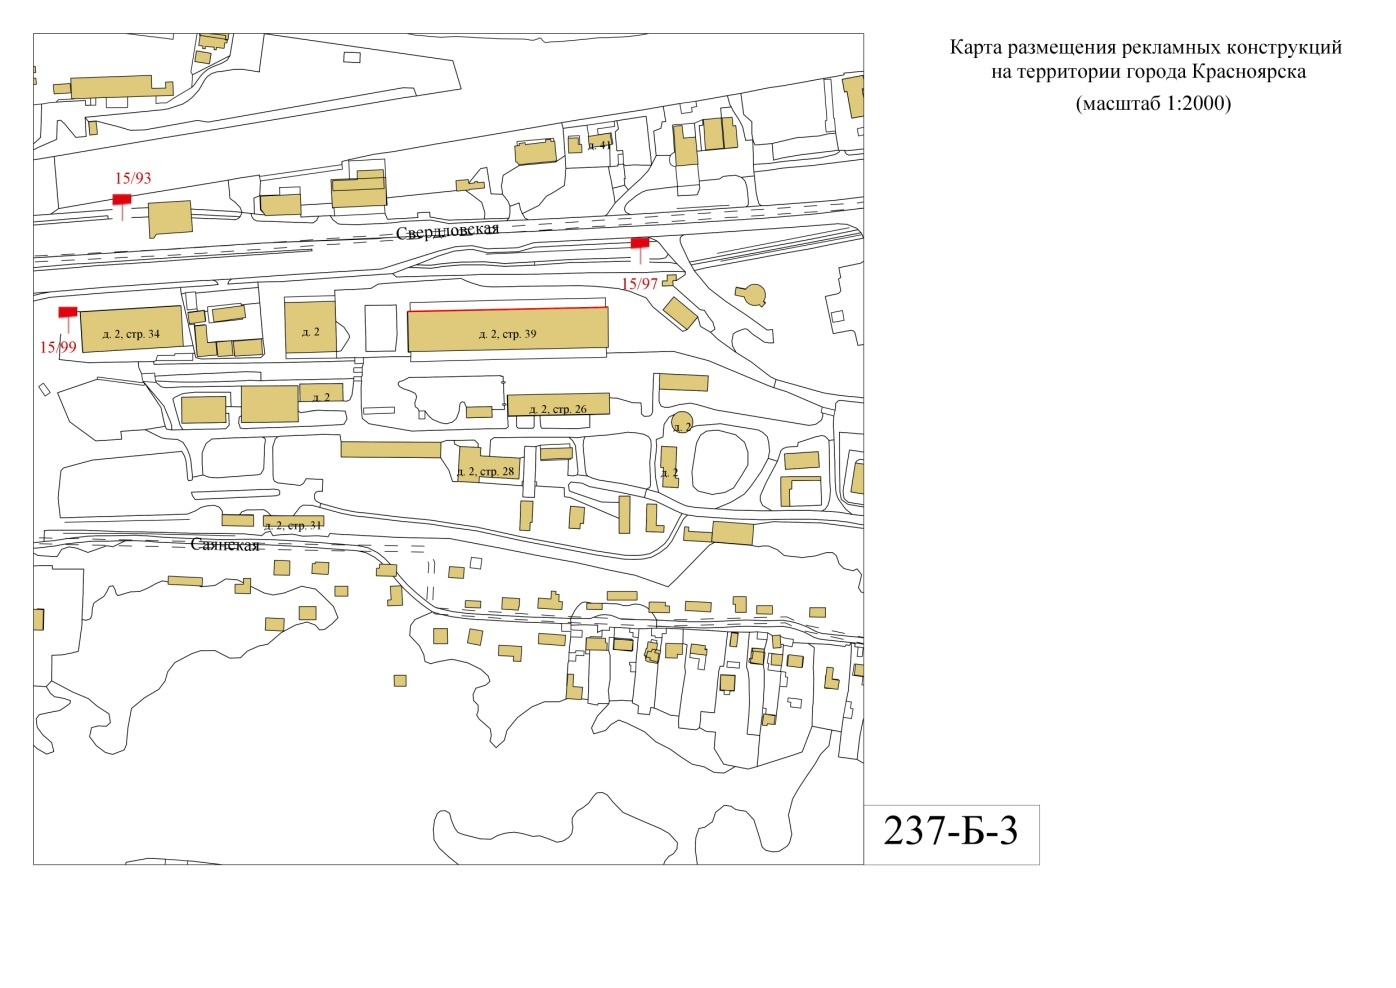 Карта размещения рекламных конструкций
на территории города Красноярска
(масштаб 1:2000)
д. 41
15/93
Свердловская
15/97
д. 2, стр. 34
д. 2
д. 2, стр. 39
15/99
д. 2
д. 2, стр. 26
д. 2
д. 2, стр. 28
д. 2
д. 2, стр. 31
Саянская
237-Б-3